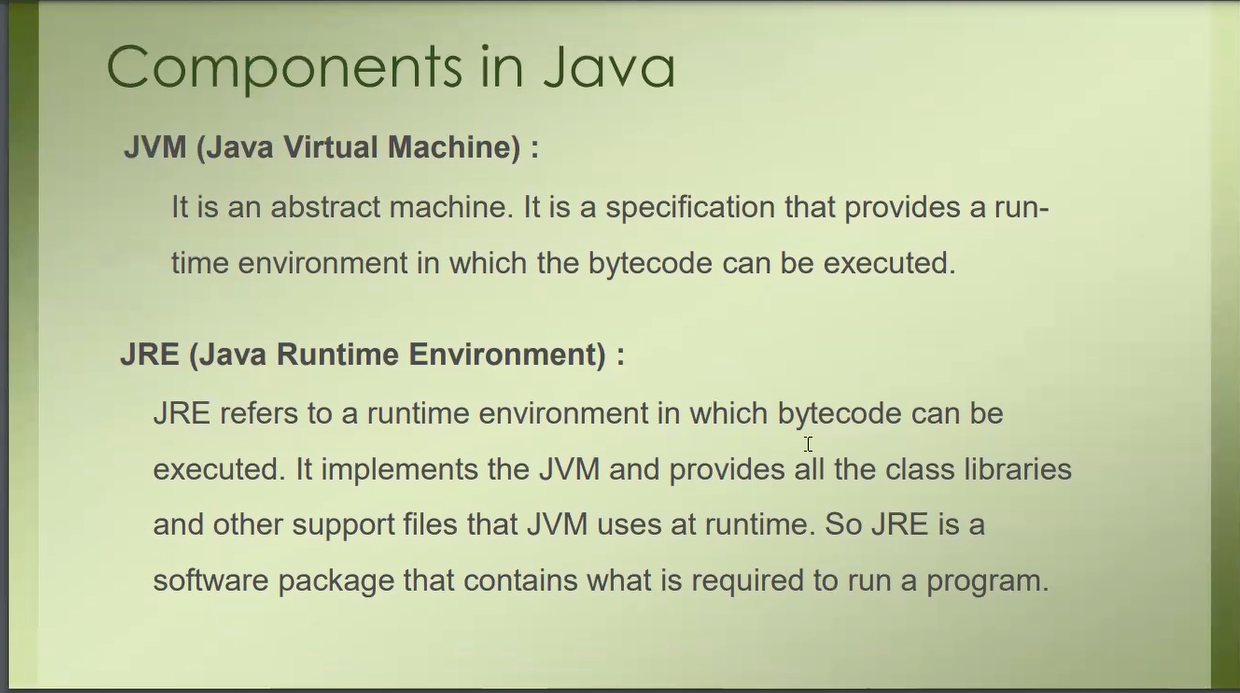 Components in Java
JVM (Java Virtual Machine) :
It is an abstract machine. It is a specification that provides a run-
time environment in which the bytecode can be executed.
JRE (Java Runtime Environment) :
JRE refers to a runtime environment in which bytecode can be
executed. It implements the JVM and provides all the class libraries
and other support files that JVM uses at runtime. So JRE is a
software package that contains what is required to run a program.